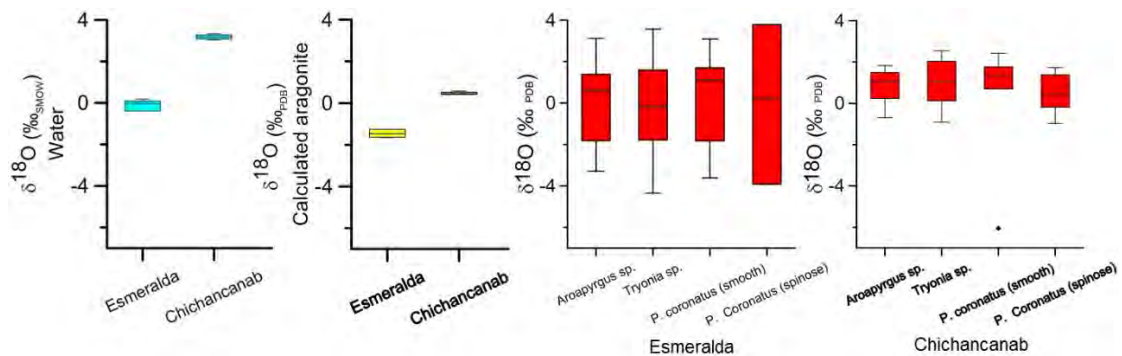 δ18O (‰SMOW)
Water
4
0
-4
Esmeralda
Chichancanab
δ18O (‰PDB)
Calculated aragonite
4
0
-4
Esmeralda
Chichancanab
δ18O (‰ PDB)
4
0
-4
Aroapyrgus sp.
Tryonia sp.
P. coronatus (smooth)
P. Coronatus (spinose)
Esmeralda
δ18O (‰ PDB)
4
0
-4
Aroapyrgus sp.
Tryonia sp.
P. coronatus (smooth)
P. Coronatus (spinose)
Chichancanab